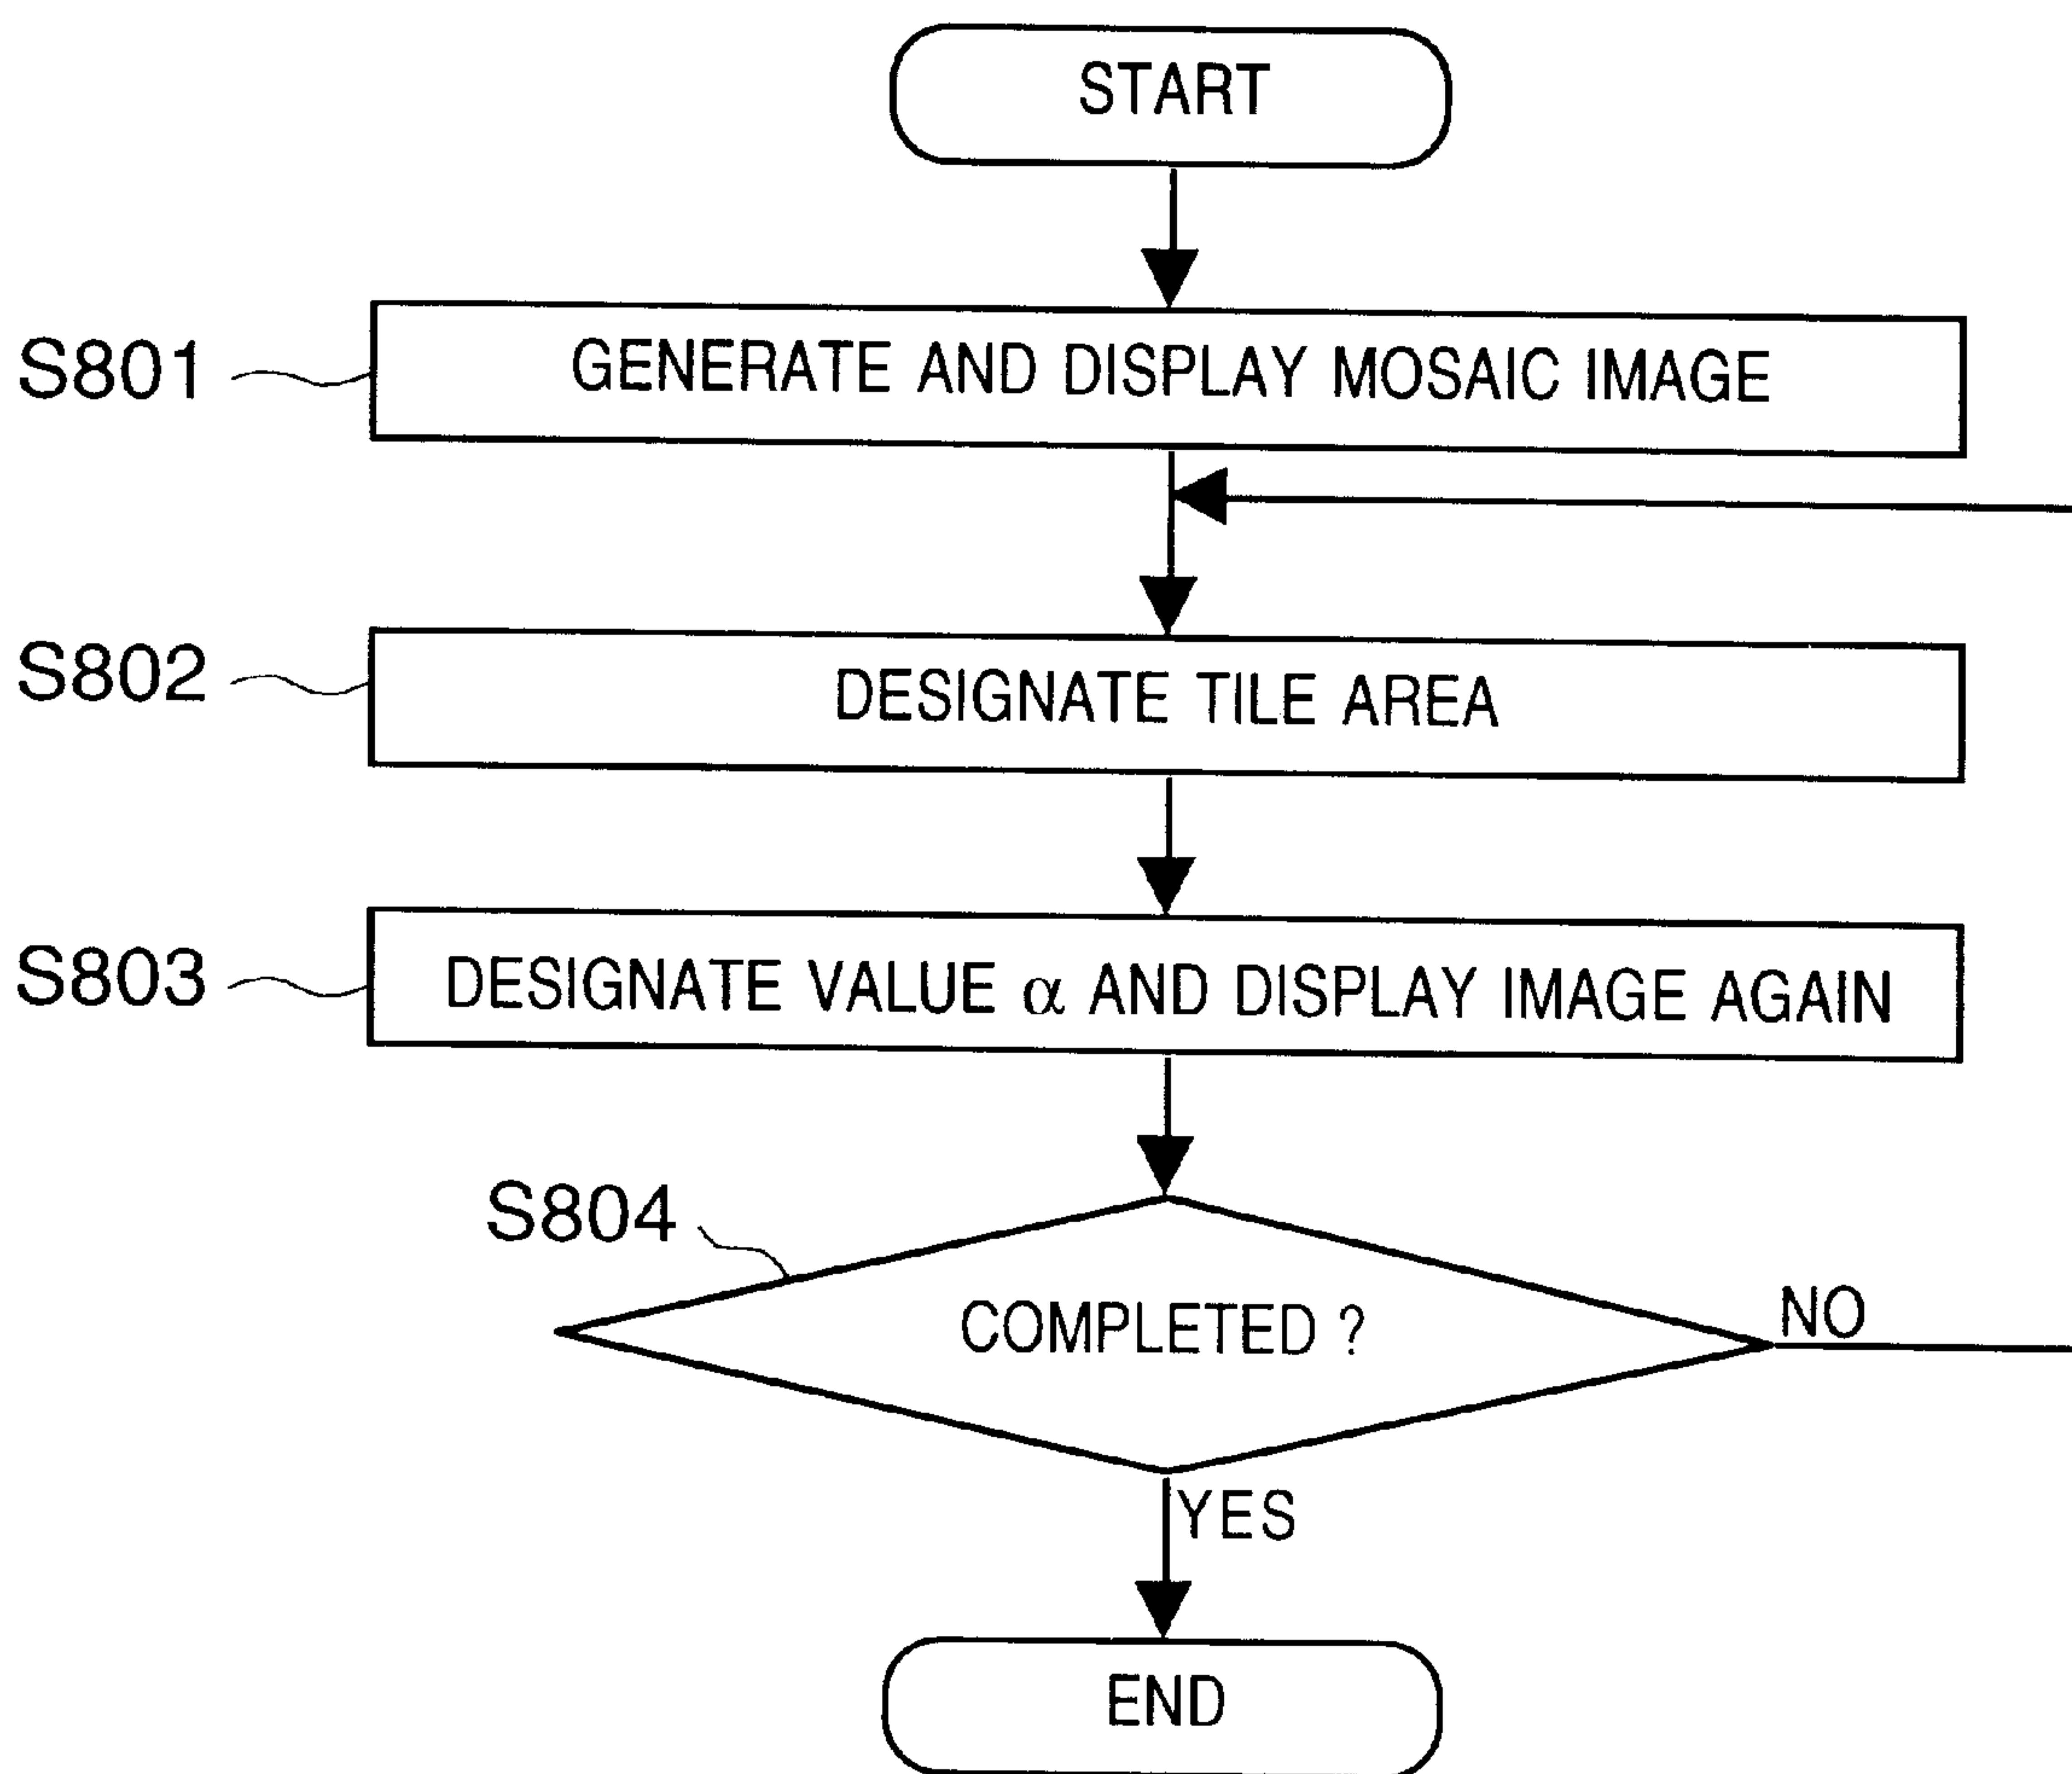 START
S801
GENERATE AND DISPLAY MOSAIC IMAGE
S802
DESIGNATE TILE AREA
S803
DESIGNATE VALUE α AND DISPLAY IMAGE AGAIN
S804
COMPLETED ?
NO
YES
END